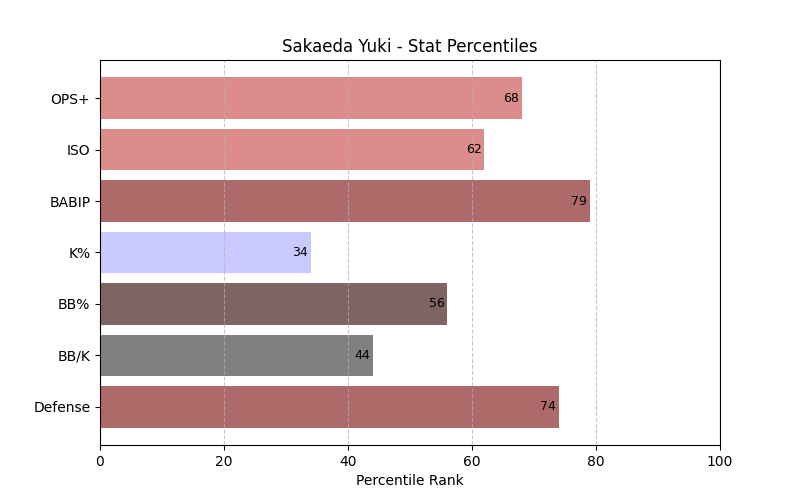 Sakaeda Yuki - Stat Percentiles
OPS+ 68
ISO 62
BABIP 79
K% 34
BB% 56
BB/K 44
Defense 74
0 20 40 60 80 100
Percentile Rank